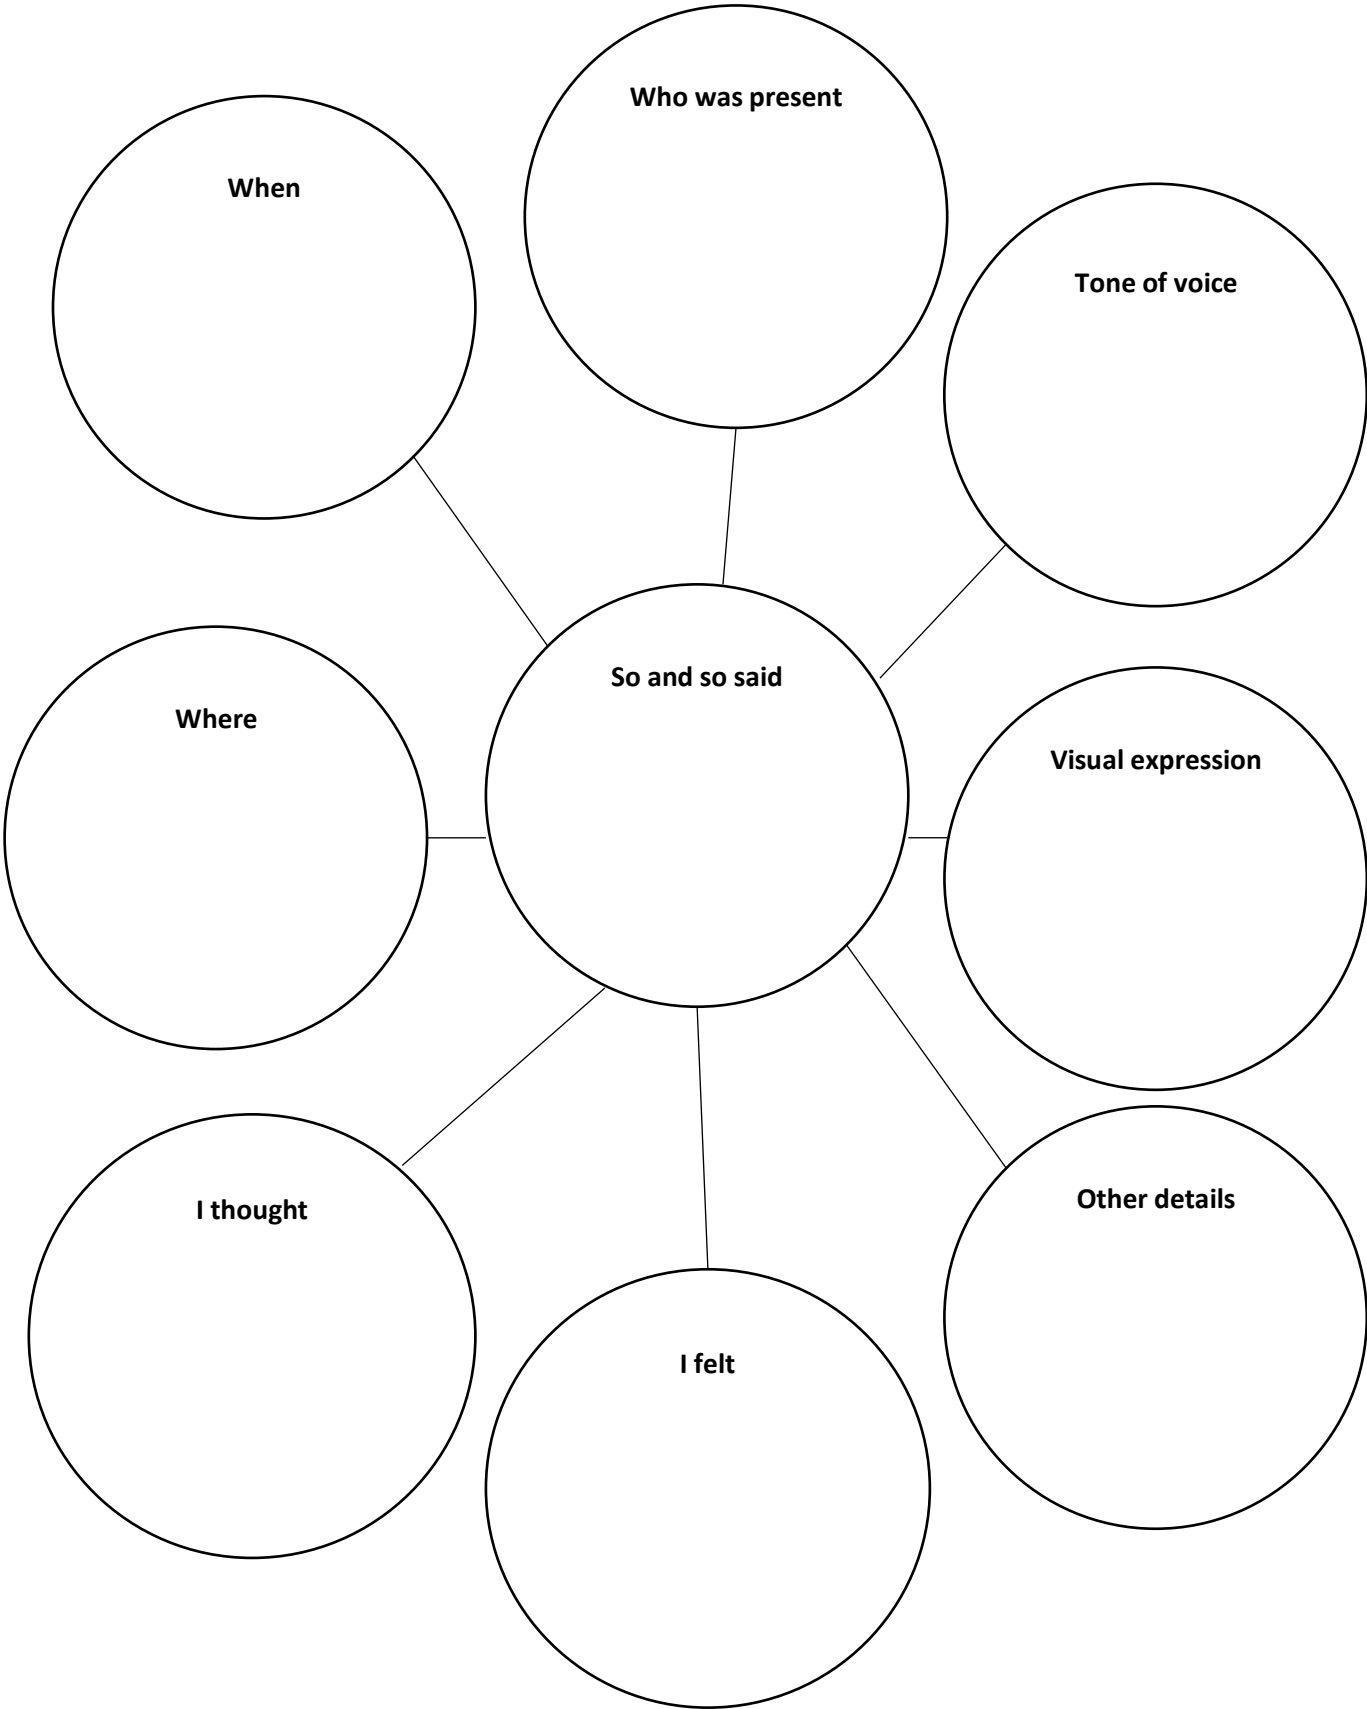 Who was present
When
Tone of voice
So and so said
Where
Visual expression
Other details
I thought
I felt